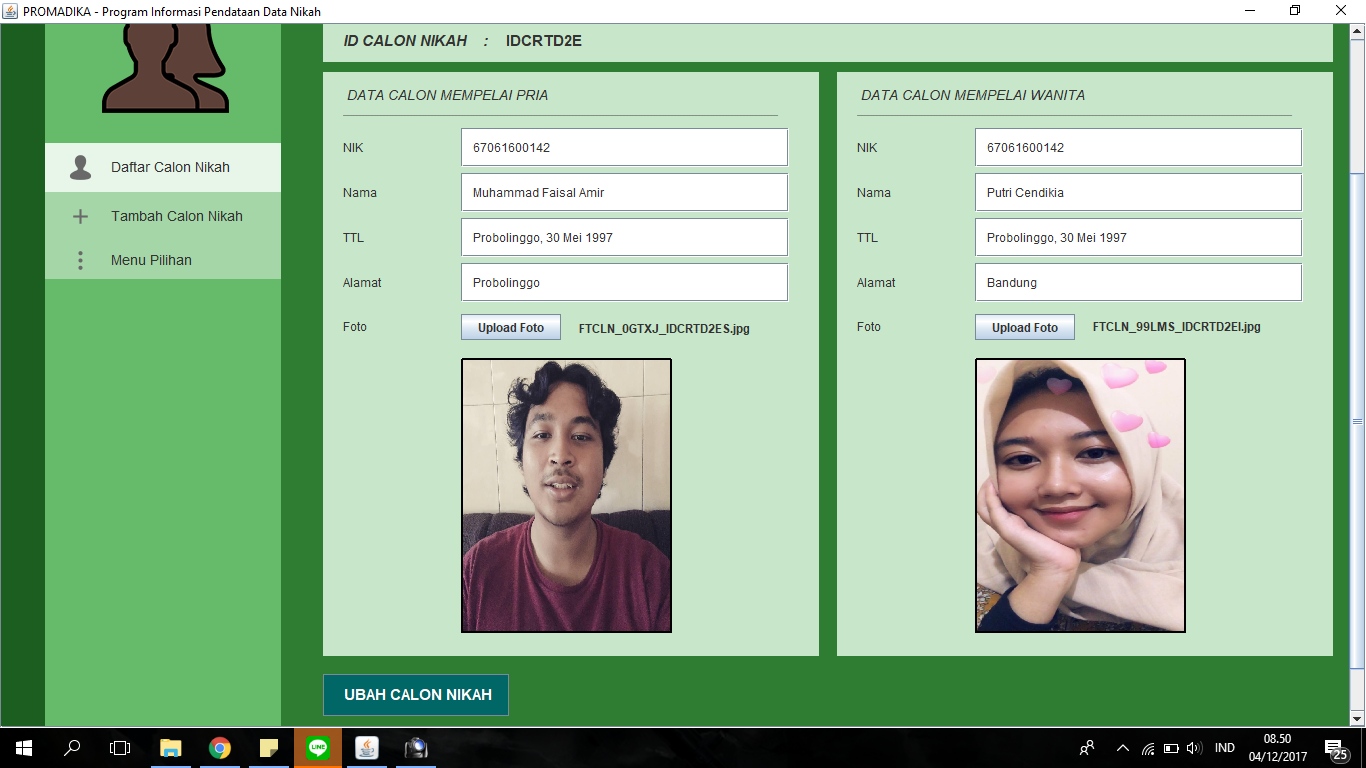 PROMADIKA - Program Informasi Pendataan Data Nikah
ID CALON NIKAH : IDCRTD2E
Daftar Calon Nikah
Tambah Calon Nikah
Menu Pilihan
DATA CALON MEMPELAI PRIA
NIK 67061600142
Nama Muhammad Faisal Amir
TTL Probolinggo, 30 Mei 1997
Alamat Probolinggo
Foto Upload Foto FTCLN_0GTXJ_IDCRTD2ES.jpg
DATA CALON MEMPELAI WANITA
NIK 67061600142
Nama Putri Cendikia
TTL Probolinggo, 30 Mei 1997
Alamat Bandung
Foto Upload Foto FTCLN_99LMS_IDCRTD2EI.jpg
UBAH CALON NIKAH
LINE
IND
08.50
04/12/2017
25